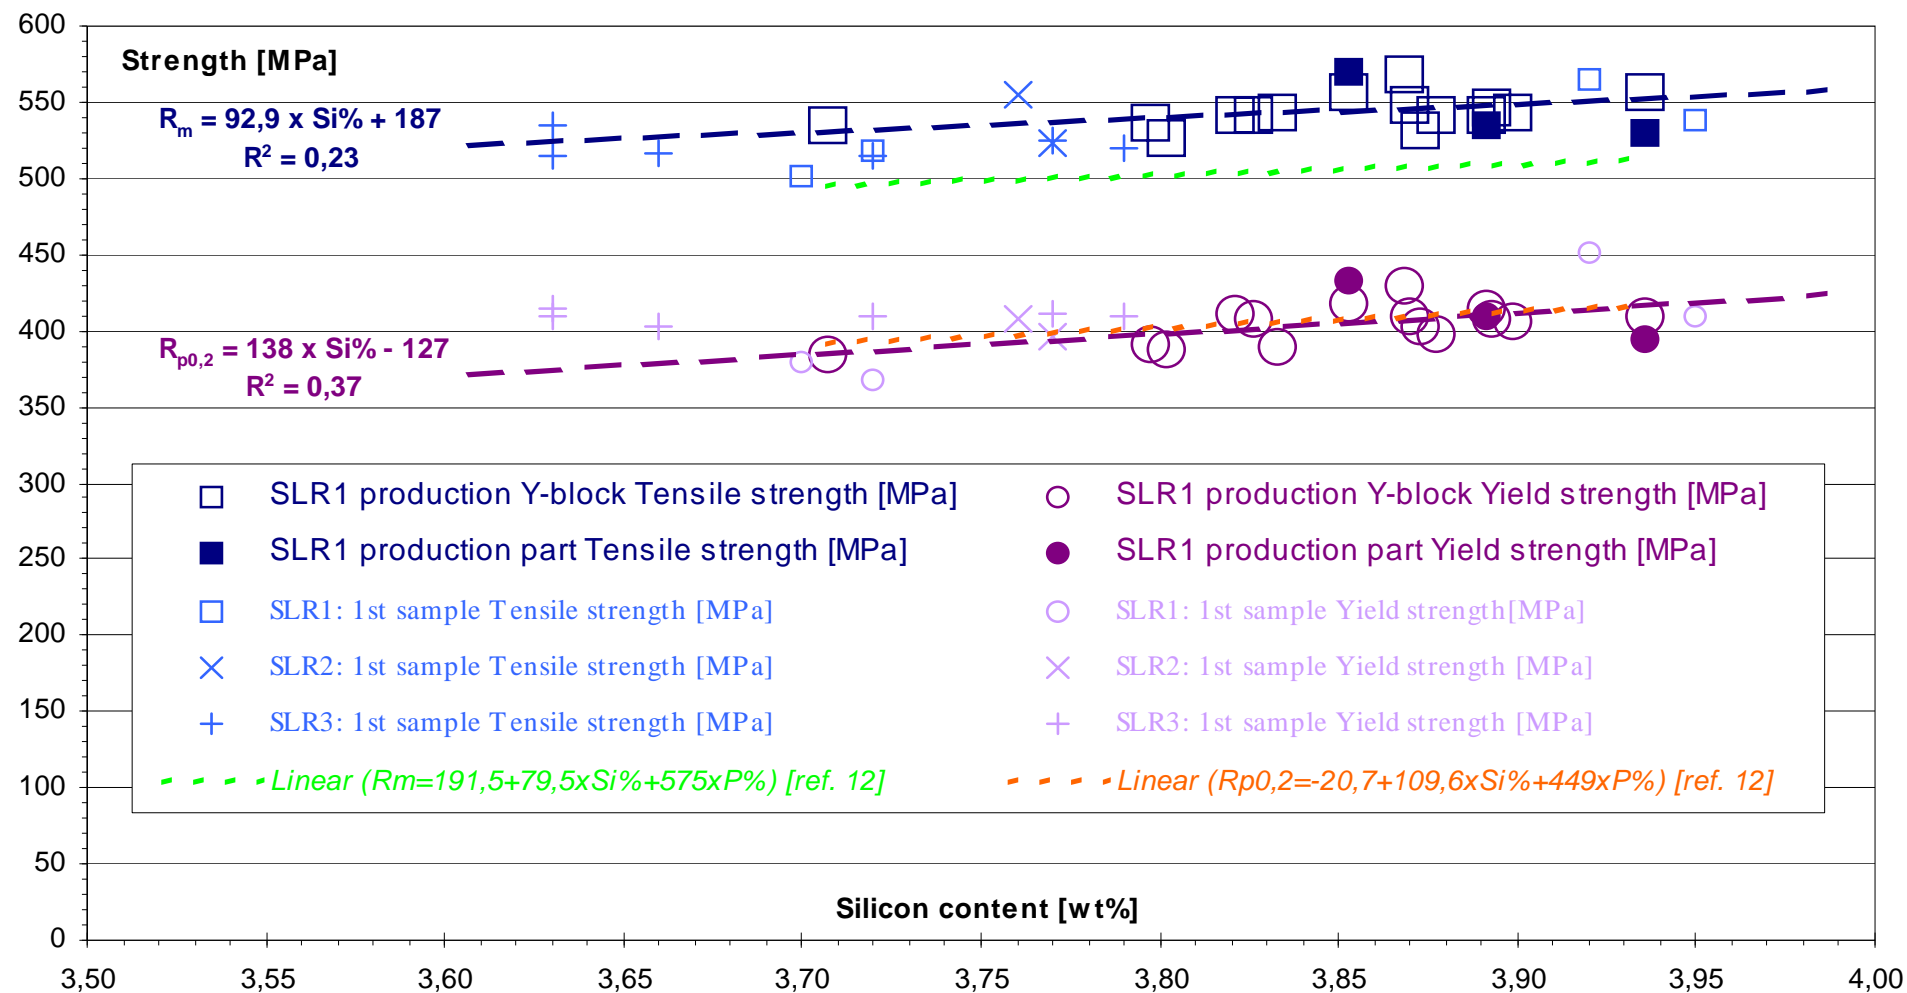 600
Strength [MPa]
550
Rm = 92,9 x Si% + 187
R² = 0,23
500
450
400
Rp0,2 = 138 x Si% - 127
R² = 0,37
350
300
SLR1 production Y-block Tensile strength [MPa]
SLR1 production Y-block Yield strength [MPa]
250
SLR1 production part Tensile strength [MPa]
SLR1 production part Yield strength [MPa]
200
SLR1: 1st sample Tensile strength [MPa]
SLR1: 1st sample Yield strength[MPa]
SLR2: 1st sample Tensile strength [MPa]
SLR2: 1st sample Yield strength [MPa]
150
SLR3: 1st sample Tensile strength [MPa]
SLR3: 1st sample Yield strength [MPa]
100
Linear (Rm=191,5+79,5xSi%+575xP%) [ref. 12]
Linear (Rp0,2=-20,7+109,6xSi%+449xP%) [ref. 12]
50
Silicon content [wt%]
0
3,50 3,55 3,60 3,65 3,70 3,75 3,80 3,85 3,90 3,95 4,00